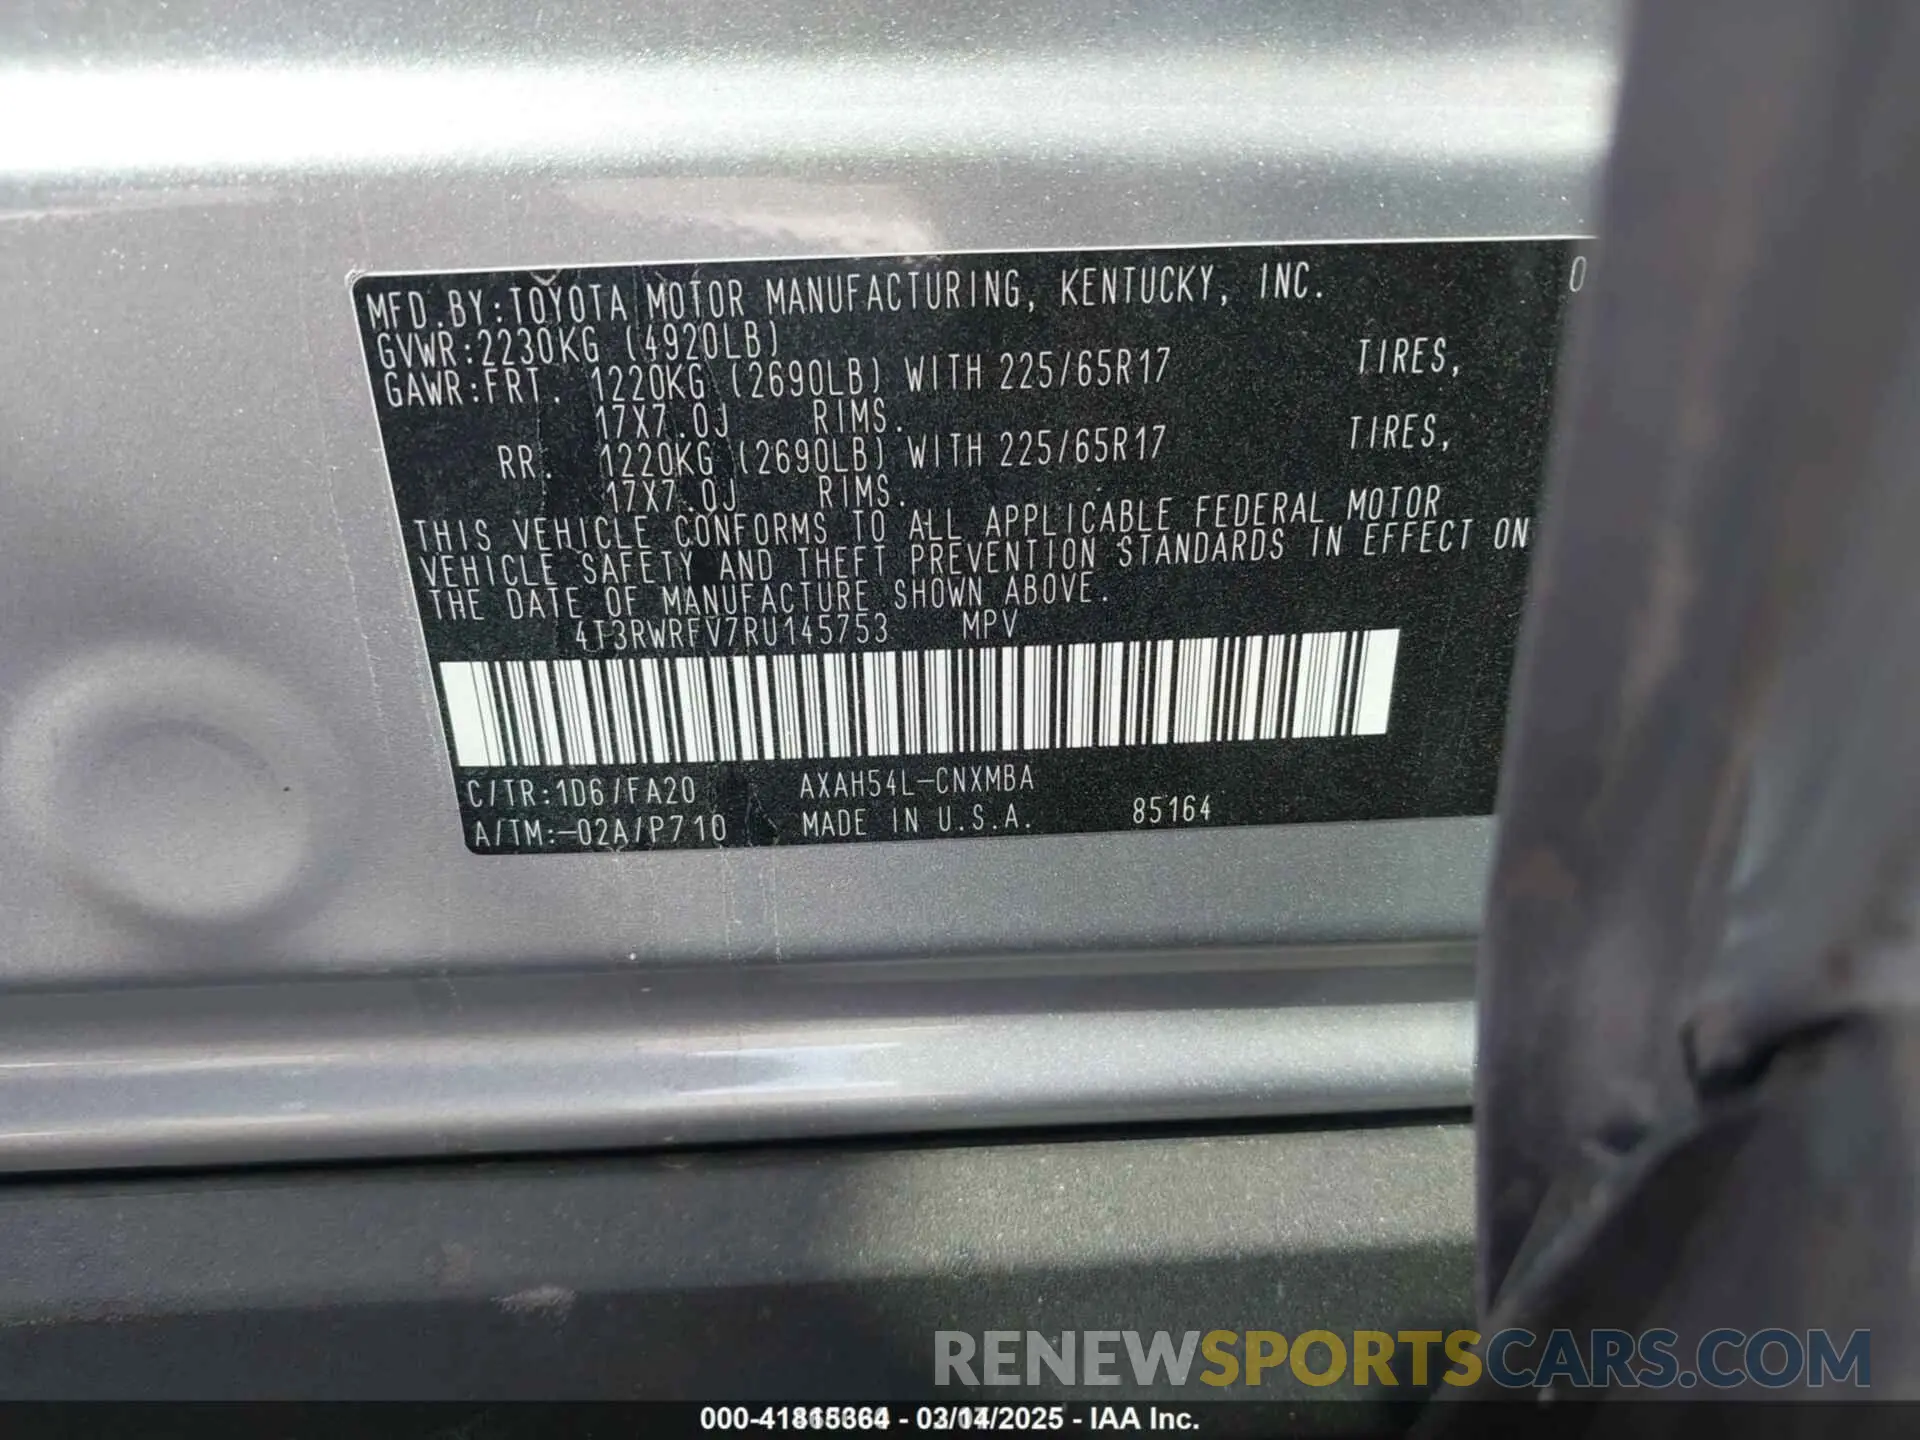 MFD.BY:TOYOTA MOTOR MANUFACTURING, KENTUCKY, INC. 0
GVWR:2230KG (4920LB)
GAWR:FRT. 1220KG (2690LB) WITH 225/65R17 TIRES,
17X7.0J RIMS.
RR. 1220KG (2690LB) WITH 225/65R17 TIRES,
17X7.0J RIMS.
THIS VEHICLE CONFORMS TO ALL APPLICABLE FEDERAL MOTOR
VEHICLE SAFETY AND THEFT PREVENTION STANDARDS IN EFFECT ON
THE DATE OF MANUFACTURE SHOWN ABOVE.
4T3RWRFV7RU145753 MPV
C/TR:1D6/FA20 AXAH54L-CNXMBA
A/TM:-02A/P710 MADE IN U.S.A. 85164
RENEWSPORTSCARS.COM
- IAA Inc.